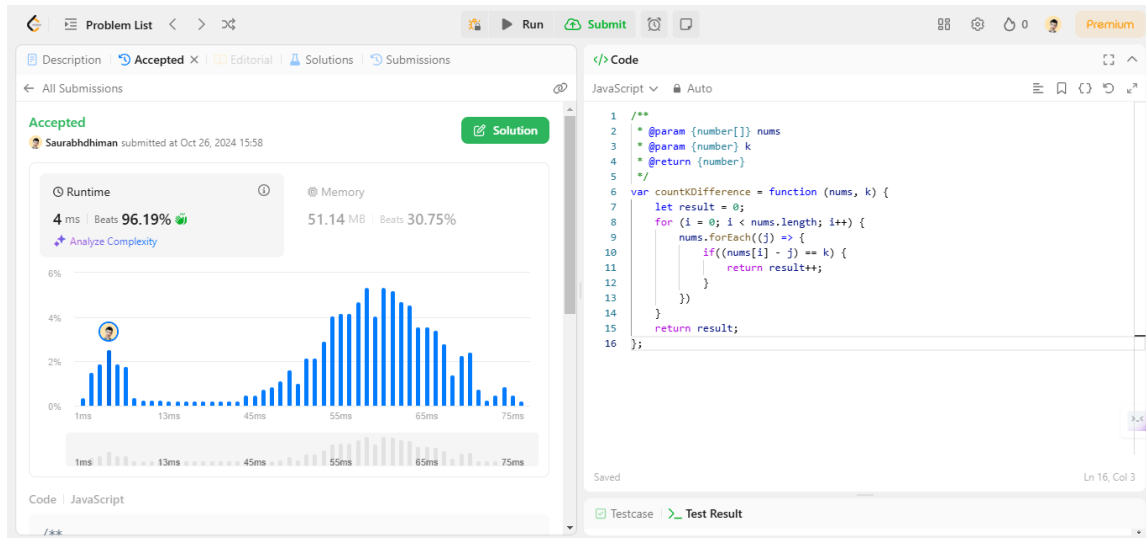 Problem List
Run
Submit
0
Premium
Description
Accepted
Editorial
Solutions
Submissions
All Submissions
Accepted
Saurabhdhiman submitted at Oct 26, 2024 15:58
Solution
Runtime
4 ms | Beats 96.19%
Analyze Complexity
Memory
51.14 MB | Beats 30.75%
6%
4%
2%
0%
1ms 13ms 45ms 55ms 65ms 75ms
1ms 13ms 45ms 55ms 65ms 75ms
Code | JavaScript
/**
</> Code
JavaScript
Auto
1 /**
2 * @param {number[]} nums
3 * @param {number} k
4 * @return {number}
5 */
6 var countKDifference = function (nums, k) {
7 let result = 0;
8 for (i = 0; i < nums.length; i++) {
9 nums.forEach((j) => {
10 if((nums[i] - j) == k) {
11 return result++;
12 }
13 })
14 }
15 return result;
16 };
Saved
Ln 16, Col 3
Testcase
>_ Test Result